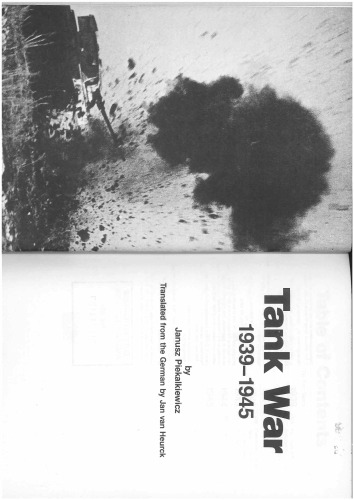 Tank War
1939–1945
by
Janusz Piekalkiewicz
Translated from the German by Jan van Heurck